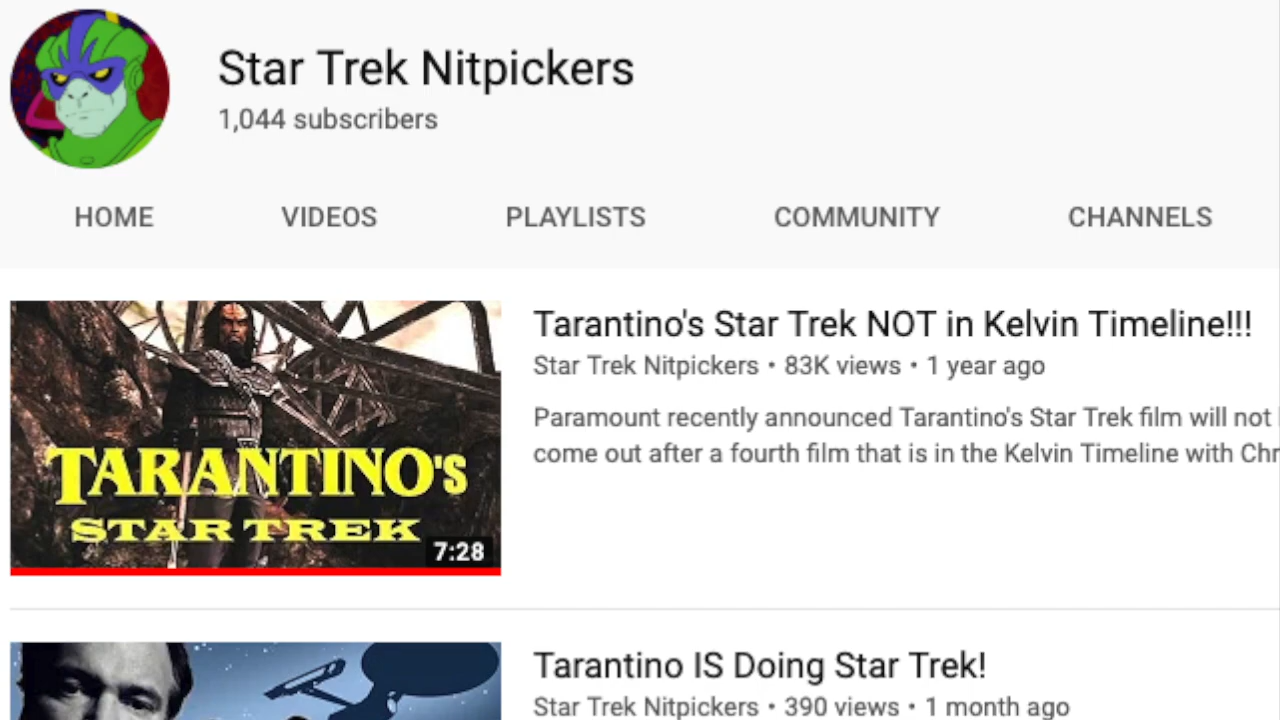 Star Trek Nitpickers
1,044 subscribers
HOME VIDEOS PLAYLISTS COMMUNITY CHANNELS
TARANTINO'S
STAR TREK
7:28
Tarantino's Star Trek NOT in Kelvin Timeline!!!
Star Trek Nitpickers • 83K views • 1 year ago
Paramount recently announced Tarantino's Star Trek film will not
come out after a fourth film that is in the Kelvin Timeline with Chr
Tarantino IS Doing Star Trek!
Star Trek Nitpickers • 390 views • 1 month ago